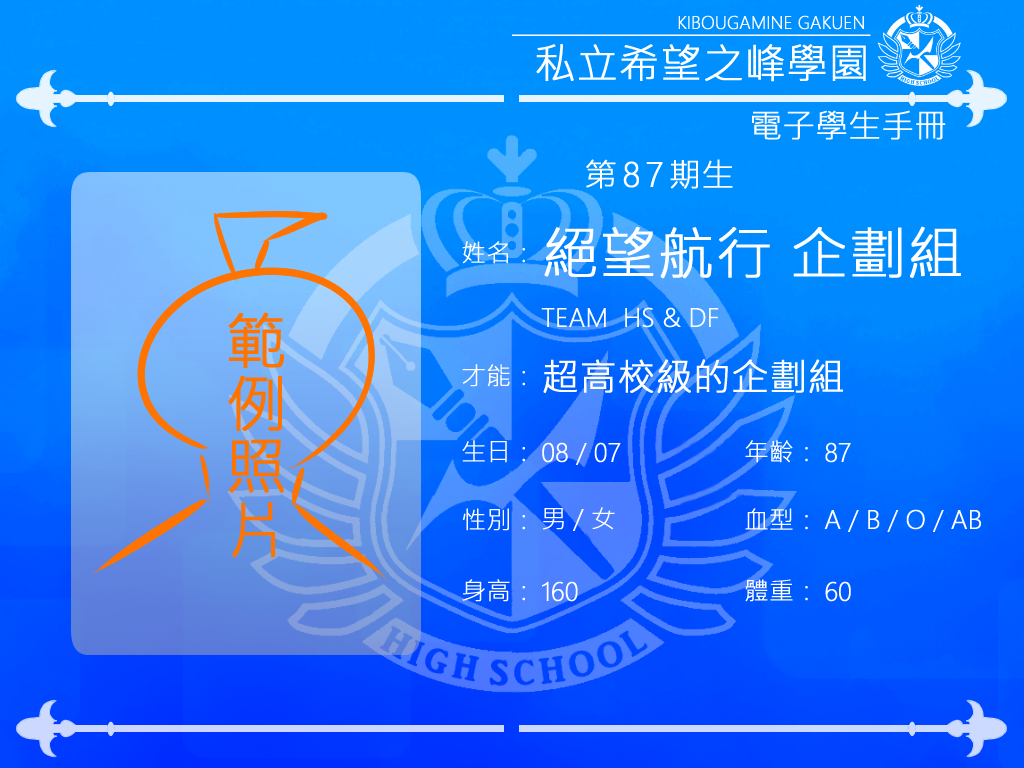 KIBOUGAMINE GAKUEN
私立希望之峰學園
HIGH SCHOOL
電子學生手冊
第87期生
姓名：絕望航行 企劃組
TEAM HS & DF
才能：超高校級的企劃組
生日：08 / 07 年齡：87
性別：男 / 女 血型：A / B / O / AB
身高：160 體重：60
範例照片
HIGH SCHOOL